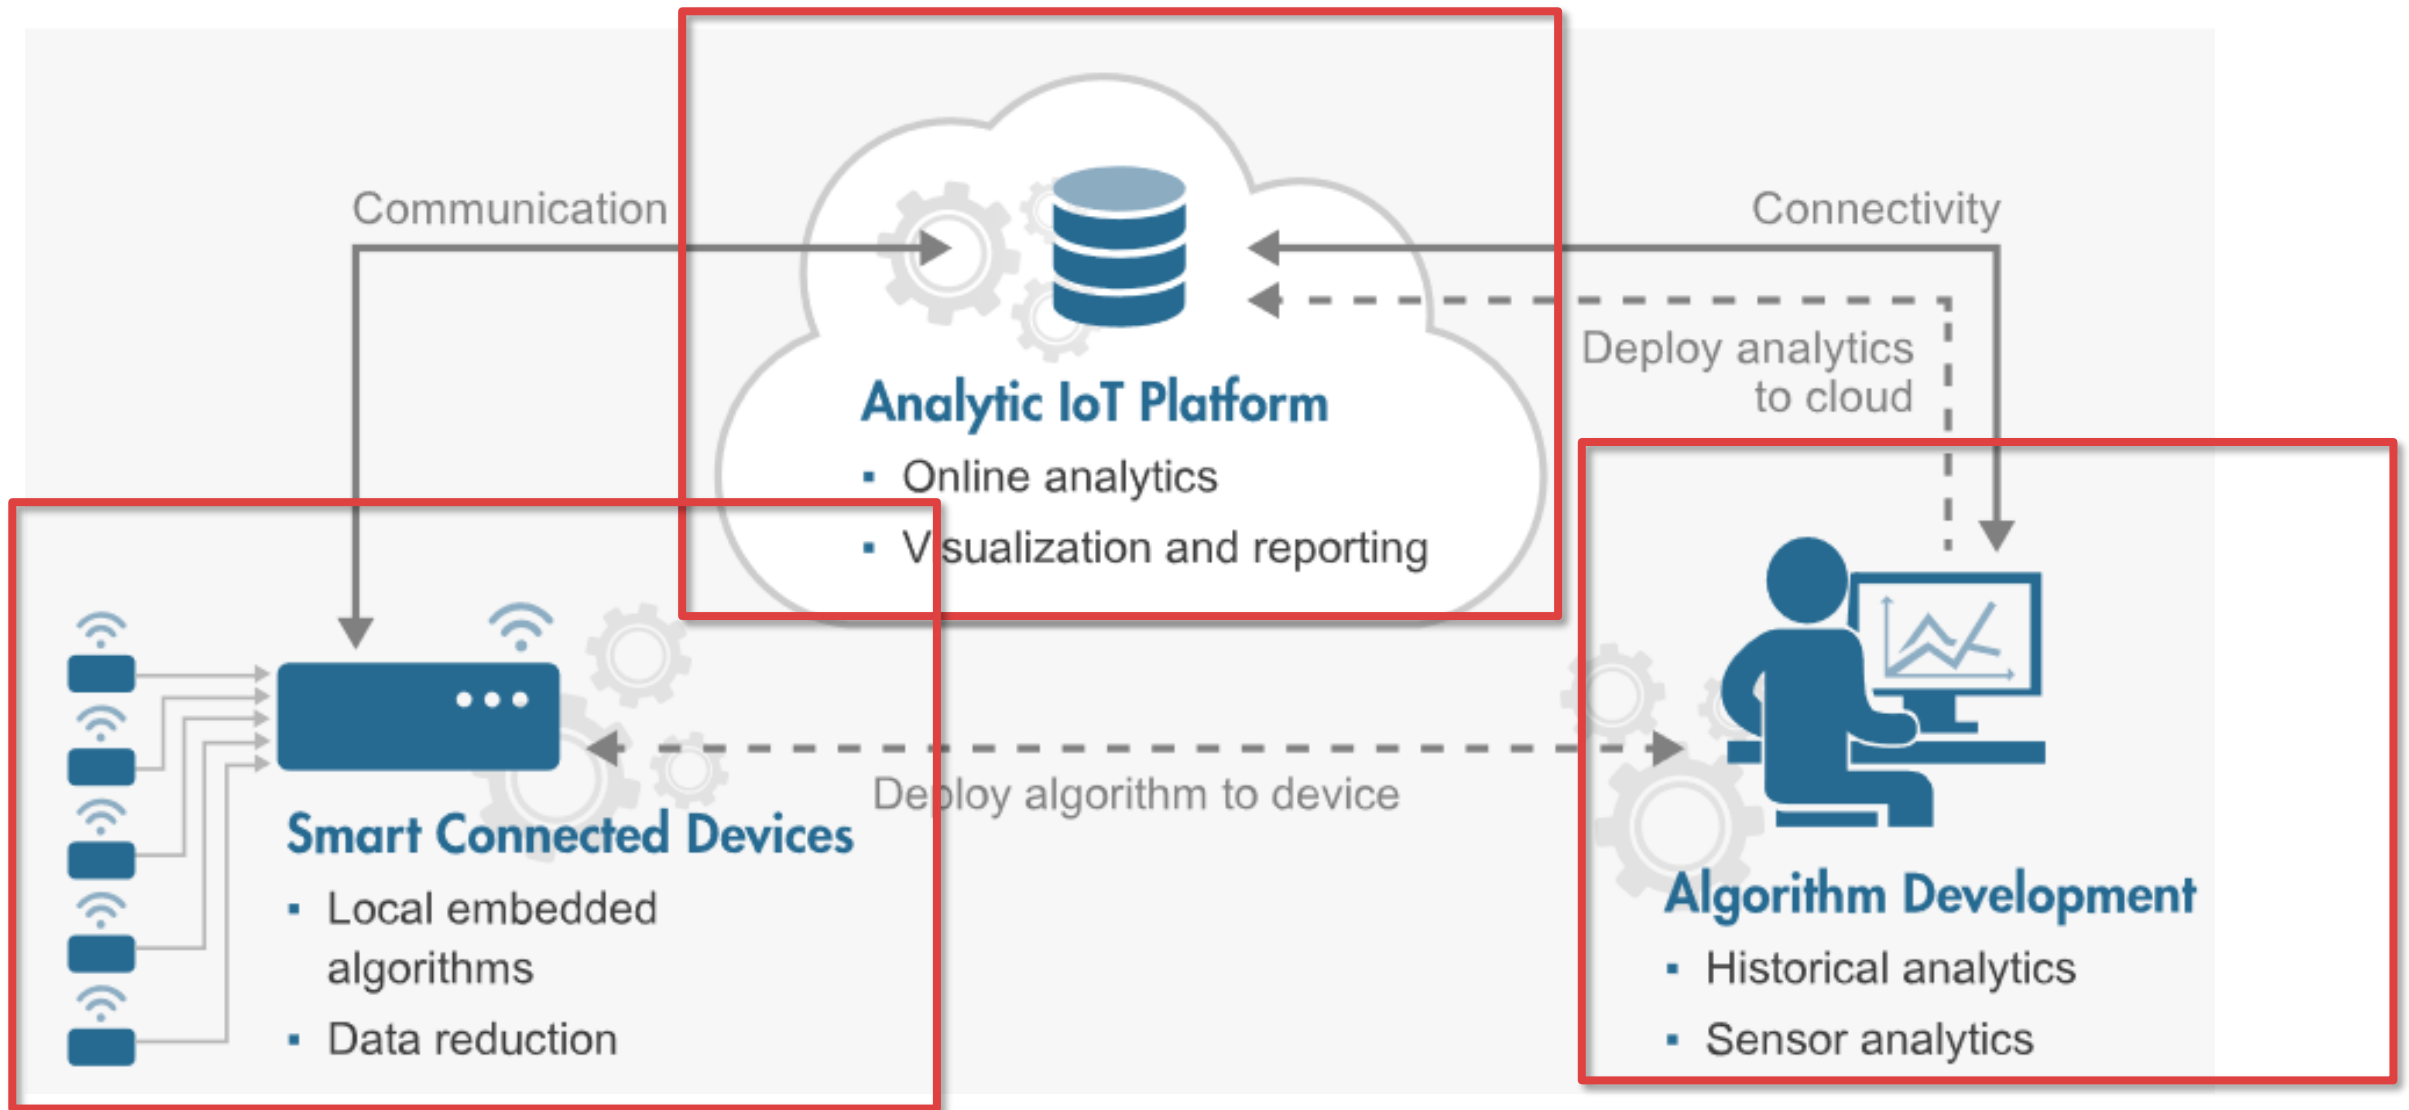 Communication
Connectivity
Deploy analytics
to cloud
Analytic IoT Platform
▪ Online analytics
▪ Visualization and reporting
Deploy algorithm to device
Smart Connected Devices
▪ Local embedded
algorithms
▪ Data reduction
Algorithm Development
▪ Historical analytics
▪ Sensor analytics